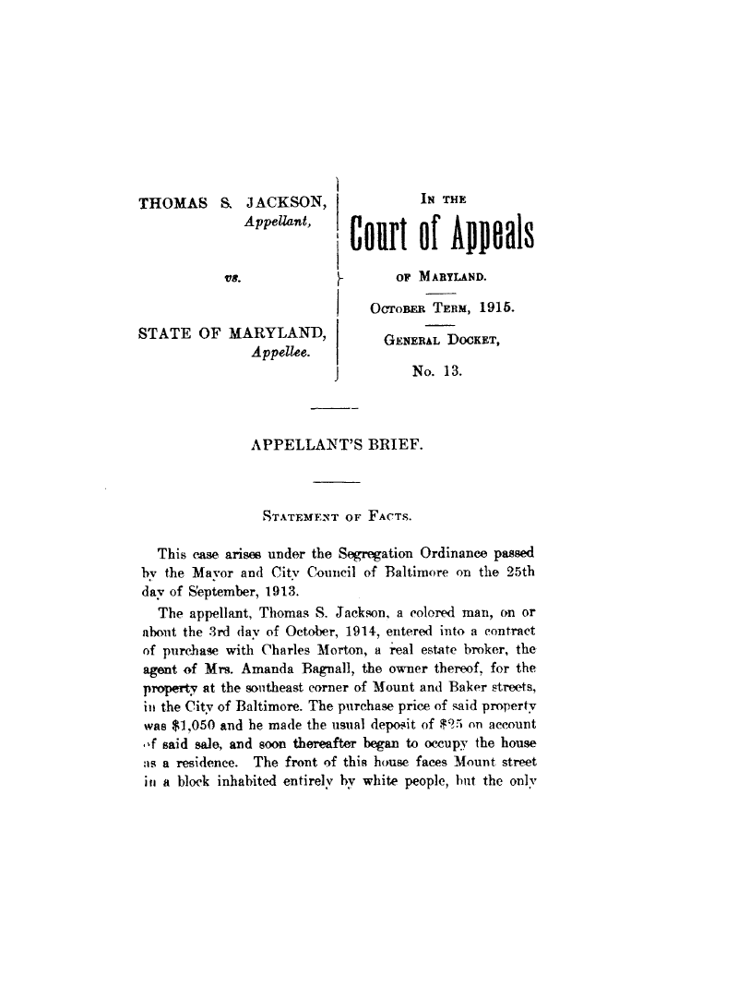 THOMAS S. JACKSON,
Appellant,
vs.
STATE OF MARYLAND,
Appellee.
IN THE
Court of Appeals
OF MARYLAND.
OCTOBER TERM, 1915.
GENERAL DOCKET,
No. 13.
APPELLANT'S BRIEF.
STATEMENT OF FACTS.
This case arises under the Segregation Ordinance passed
by the Mayor and City Council of Baltimore on the 25th
day of September, 1913.
The appellant, Thomas S. Jackson, a colored man, on or
about the 3rd day of October, 1914, entered into a contract
of purchase with Charles Morton, a real estate broker, the
agent of Mrs. Amanda Bagnall, the owner thereof, for the
property at the southeast corner of Mount and Baker streets,
in the City of Baltimore. The purchase price of said property
was $1,050 and he made the usual deposit of $25 on account
of said sale, and soon thereafter began to occupy the house
as a residence. The front of this house faces Mount street
in a block inhabited entirely by white people, but the only